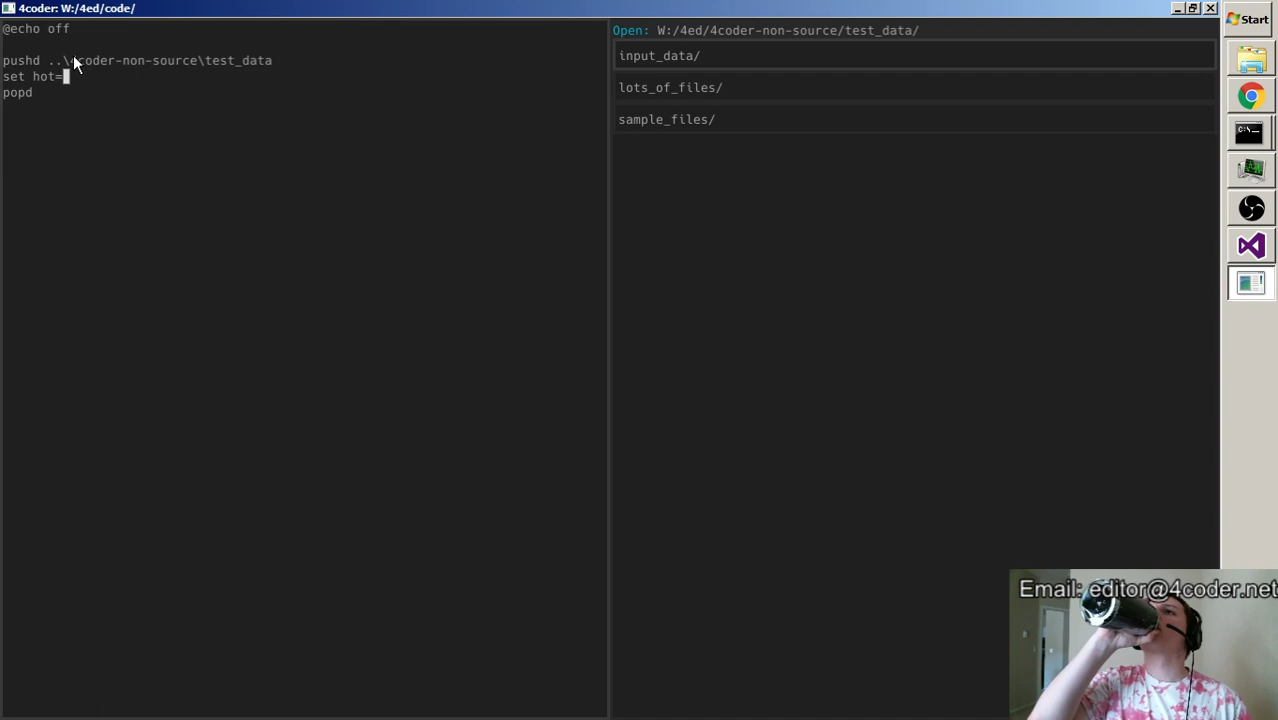 4coder: W:/4ed/code/
@echo off
pushd ..\4coder-non-source\test_data
set hot=
popd
Open: W:/4ed/4coder-non-source/test_data/
input_data/
lots_of_files/
sample_files/
Start
C:\
Email: editor@4coder.net